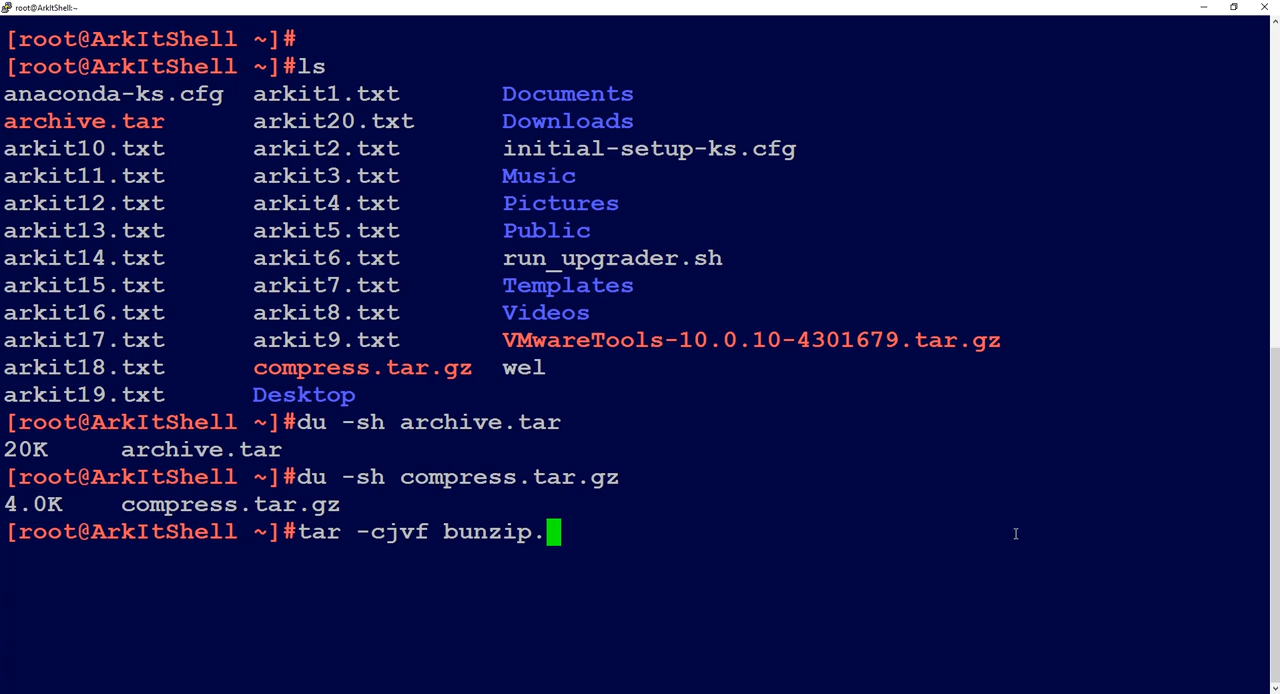 root@ArkItShell:~
[root@ArkItShell ~]#
[root@ArkItShell ~]#ls
anaconda-ks.cfg  arkit1.txt       Documents
archive.tar      arkit20.txt      Downloads
arkit10.txt      arkit2.txt       initial-setup-ks.cfg
arkit11.txt      arkit3.txt       Music
arkit12.txt      arkit4.txt       Pictures
arkit13.txt      arkit5.txt       Public
arkit14.txt      arkit6.txt       run_upgrader.sh
arkit15.txt      arkit7.txt       Templates
arkit16.txt      arkit8.txt       Videos
arkit17.txt      arkit9.txt       VMwareTools-10.0.10-4301679.tar.gz
arkit18.txt      compress.tar.gz  wel
arkit19.txt      Desktop
[root@ArkItShell ~]#du -sh archive.tar
20K     archive.tar
[root@ArkItShell ~]#du -sh compress.tar.gz
4.0K    compress.tar.gz
[root@ArkItShell ~]#tar -cjvf bunzip.